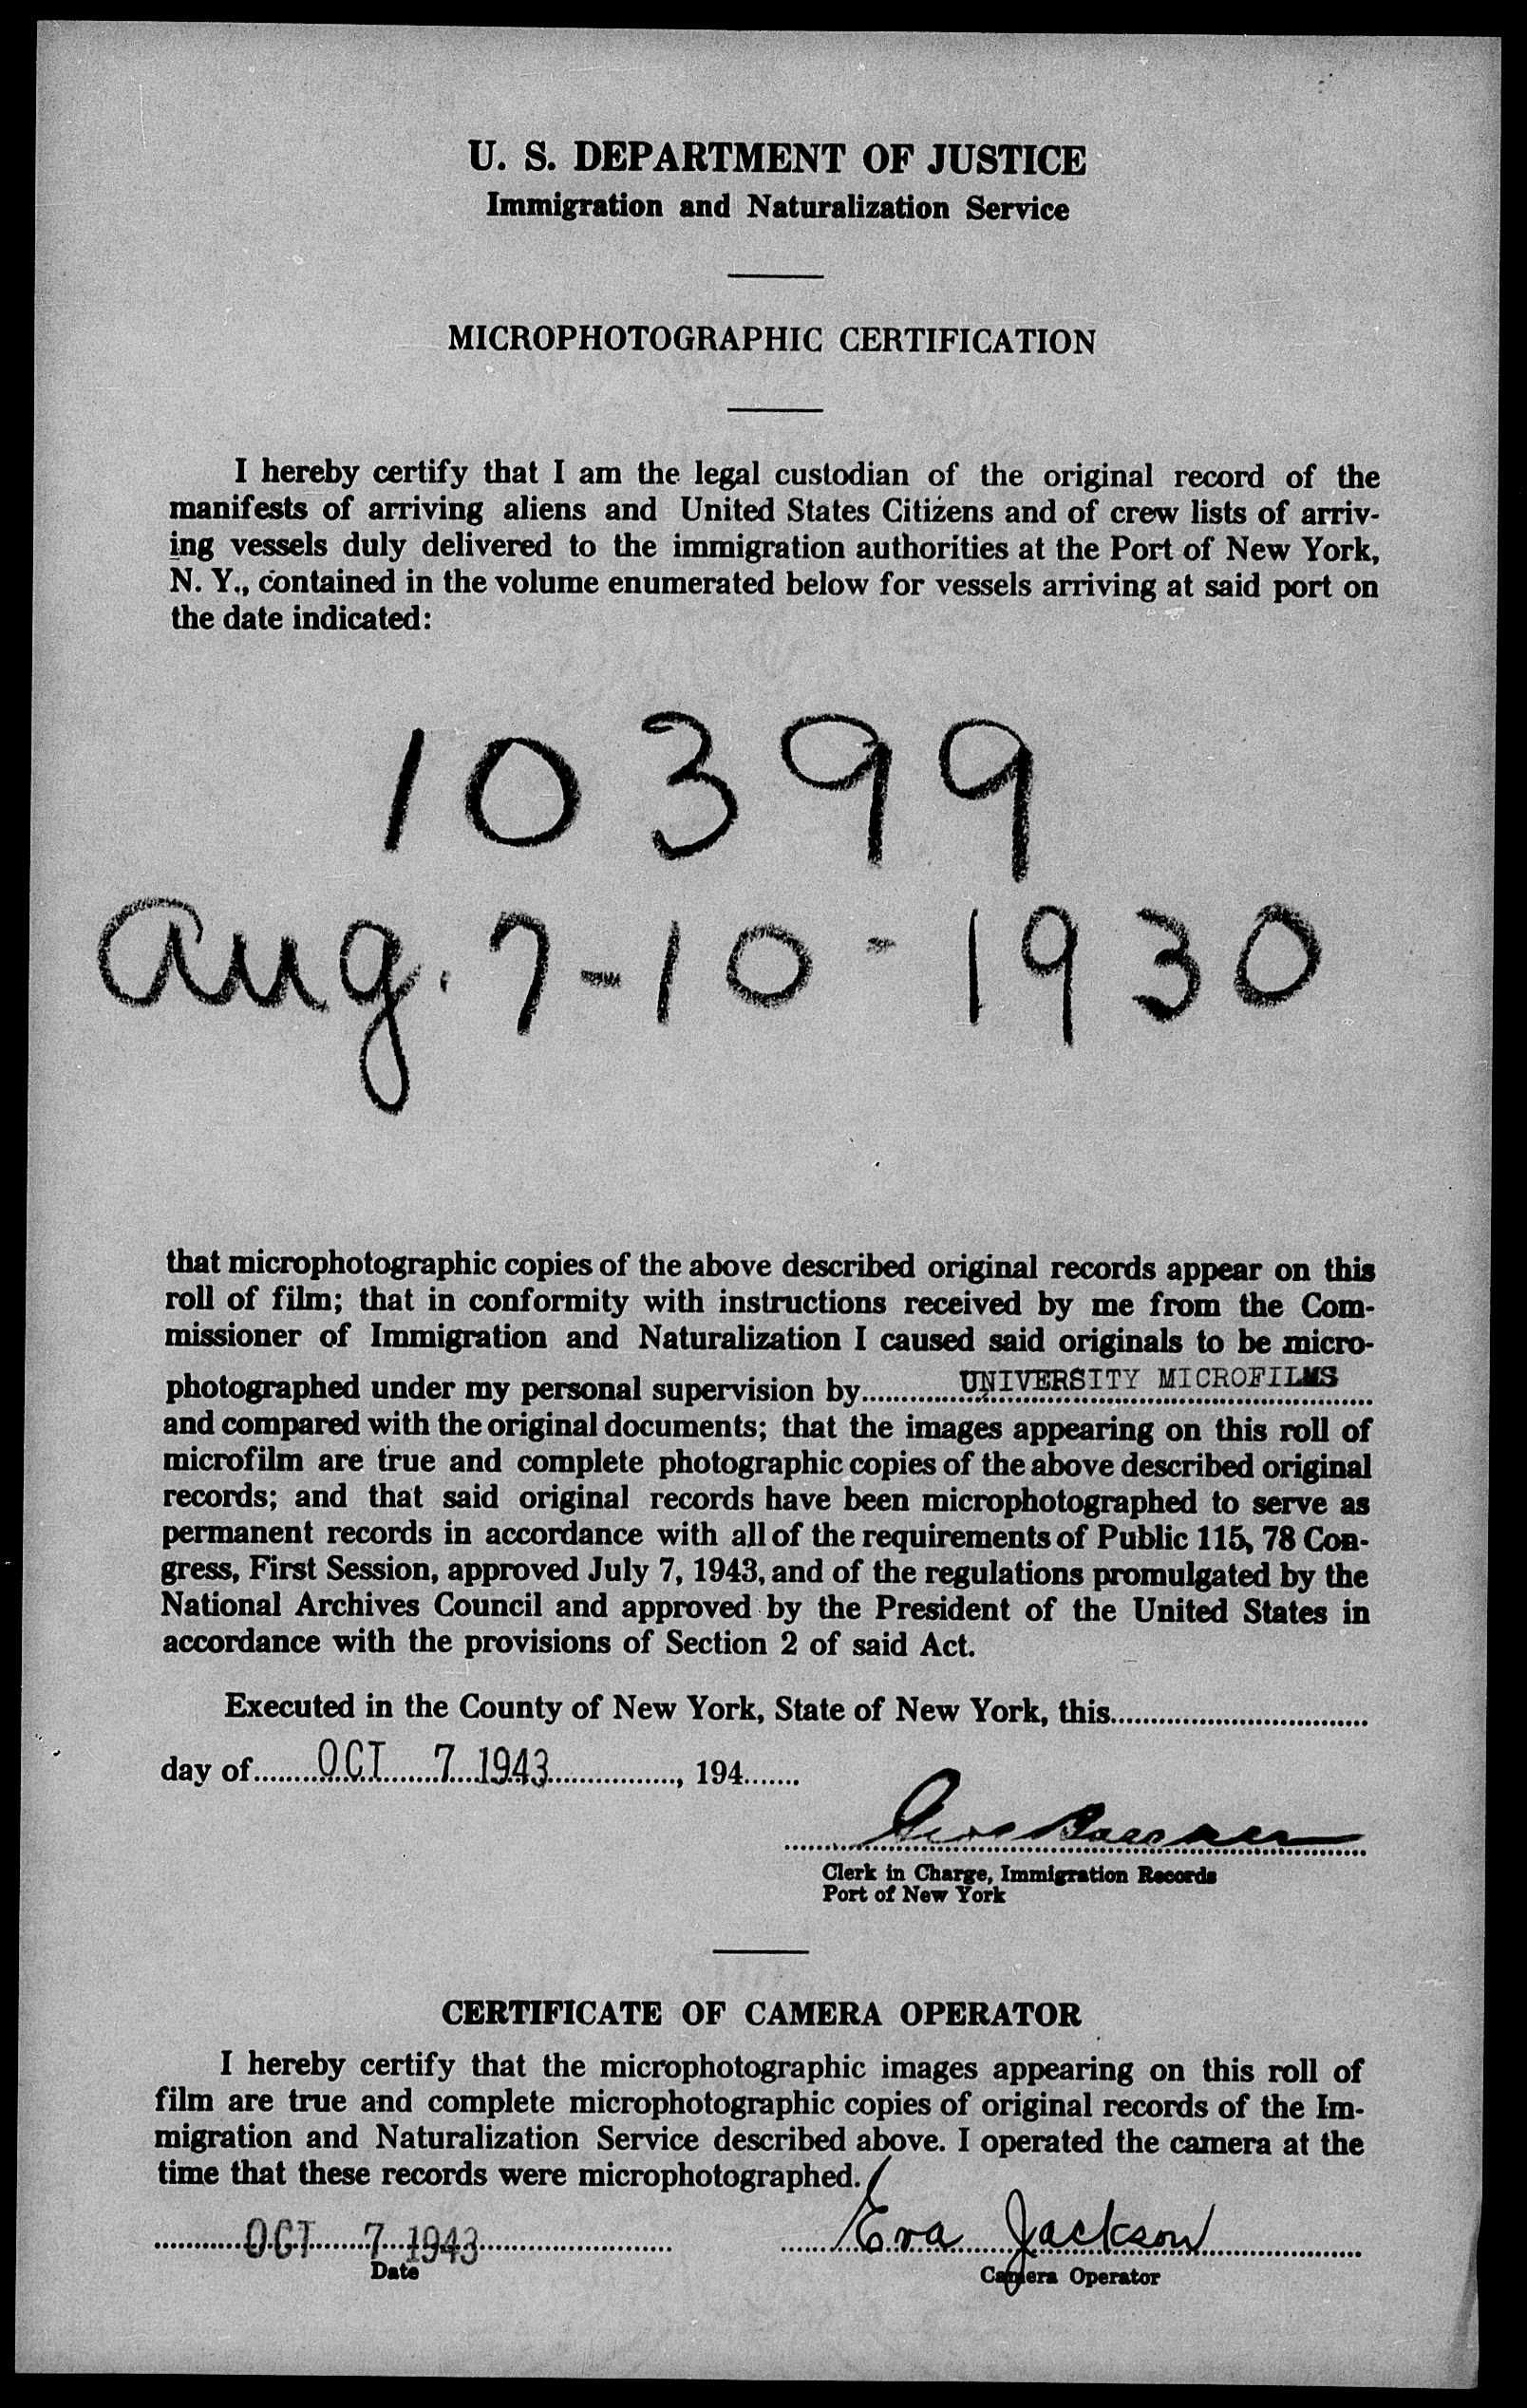 U. S. DEPARTMENT OF JUSTICE
Immigration and Naturalization Service
MICROPHOTOGRAPHIC CERTIFICATION
I hereby certify that I am the legal custodian of the original record of the
manifests of arriving aliens and United States Citizens and of crew lists of arriv-
ing vessels duly delivered to the immigration authorities at the Port of New York,
N. Y., contained in the volume enumerated below for vessels arriving at said port on
the date indicated:
10399
Aug. 7-10-1930
that microphotographic copies of the above described original records appear on this
roll of film; that in conformity with instructions received by me from the Com-
missioner of Immigration and Naturalization I caused said originals to be micro-
photographed under my personal supervision by UNIVERSITY MICROFILMS
and compared with the original documents; that the images appearing on this roll of
microfilm are true and complete photographic copies of the above described original
records; and that said original records have been microphotographed to serve as
permanent records in accordance with all of the requirements of Public 115, 78 Con-
gress, First Session, approved July 7, 1943, and of the regulations promulgated by the
National Archives Council and approved by the President of the United States in
accordance with the provisions of Section 2 of said Act.
Executed in the County of New York, State of New York, this
day of OCT 7 1943, 194
Clerk in Charge, Immigration Records
Port of New York
CERTIFICATE OF CAMERA OPERATOR
I hereby certify that the microphotographic images appearing on this roll of
film are true and complete microphotographic copies of original records of the Im-
migration and Naturalization Service described above. I operated the camera at the
time that these records were microphotographed.
OCT 7 1943 Eva Jackson
Date Camera Operator